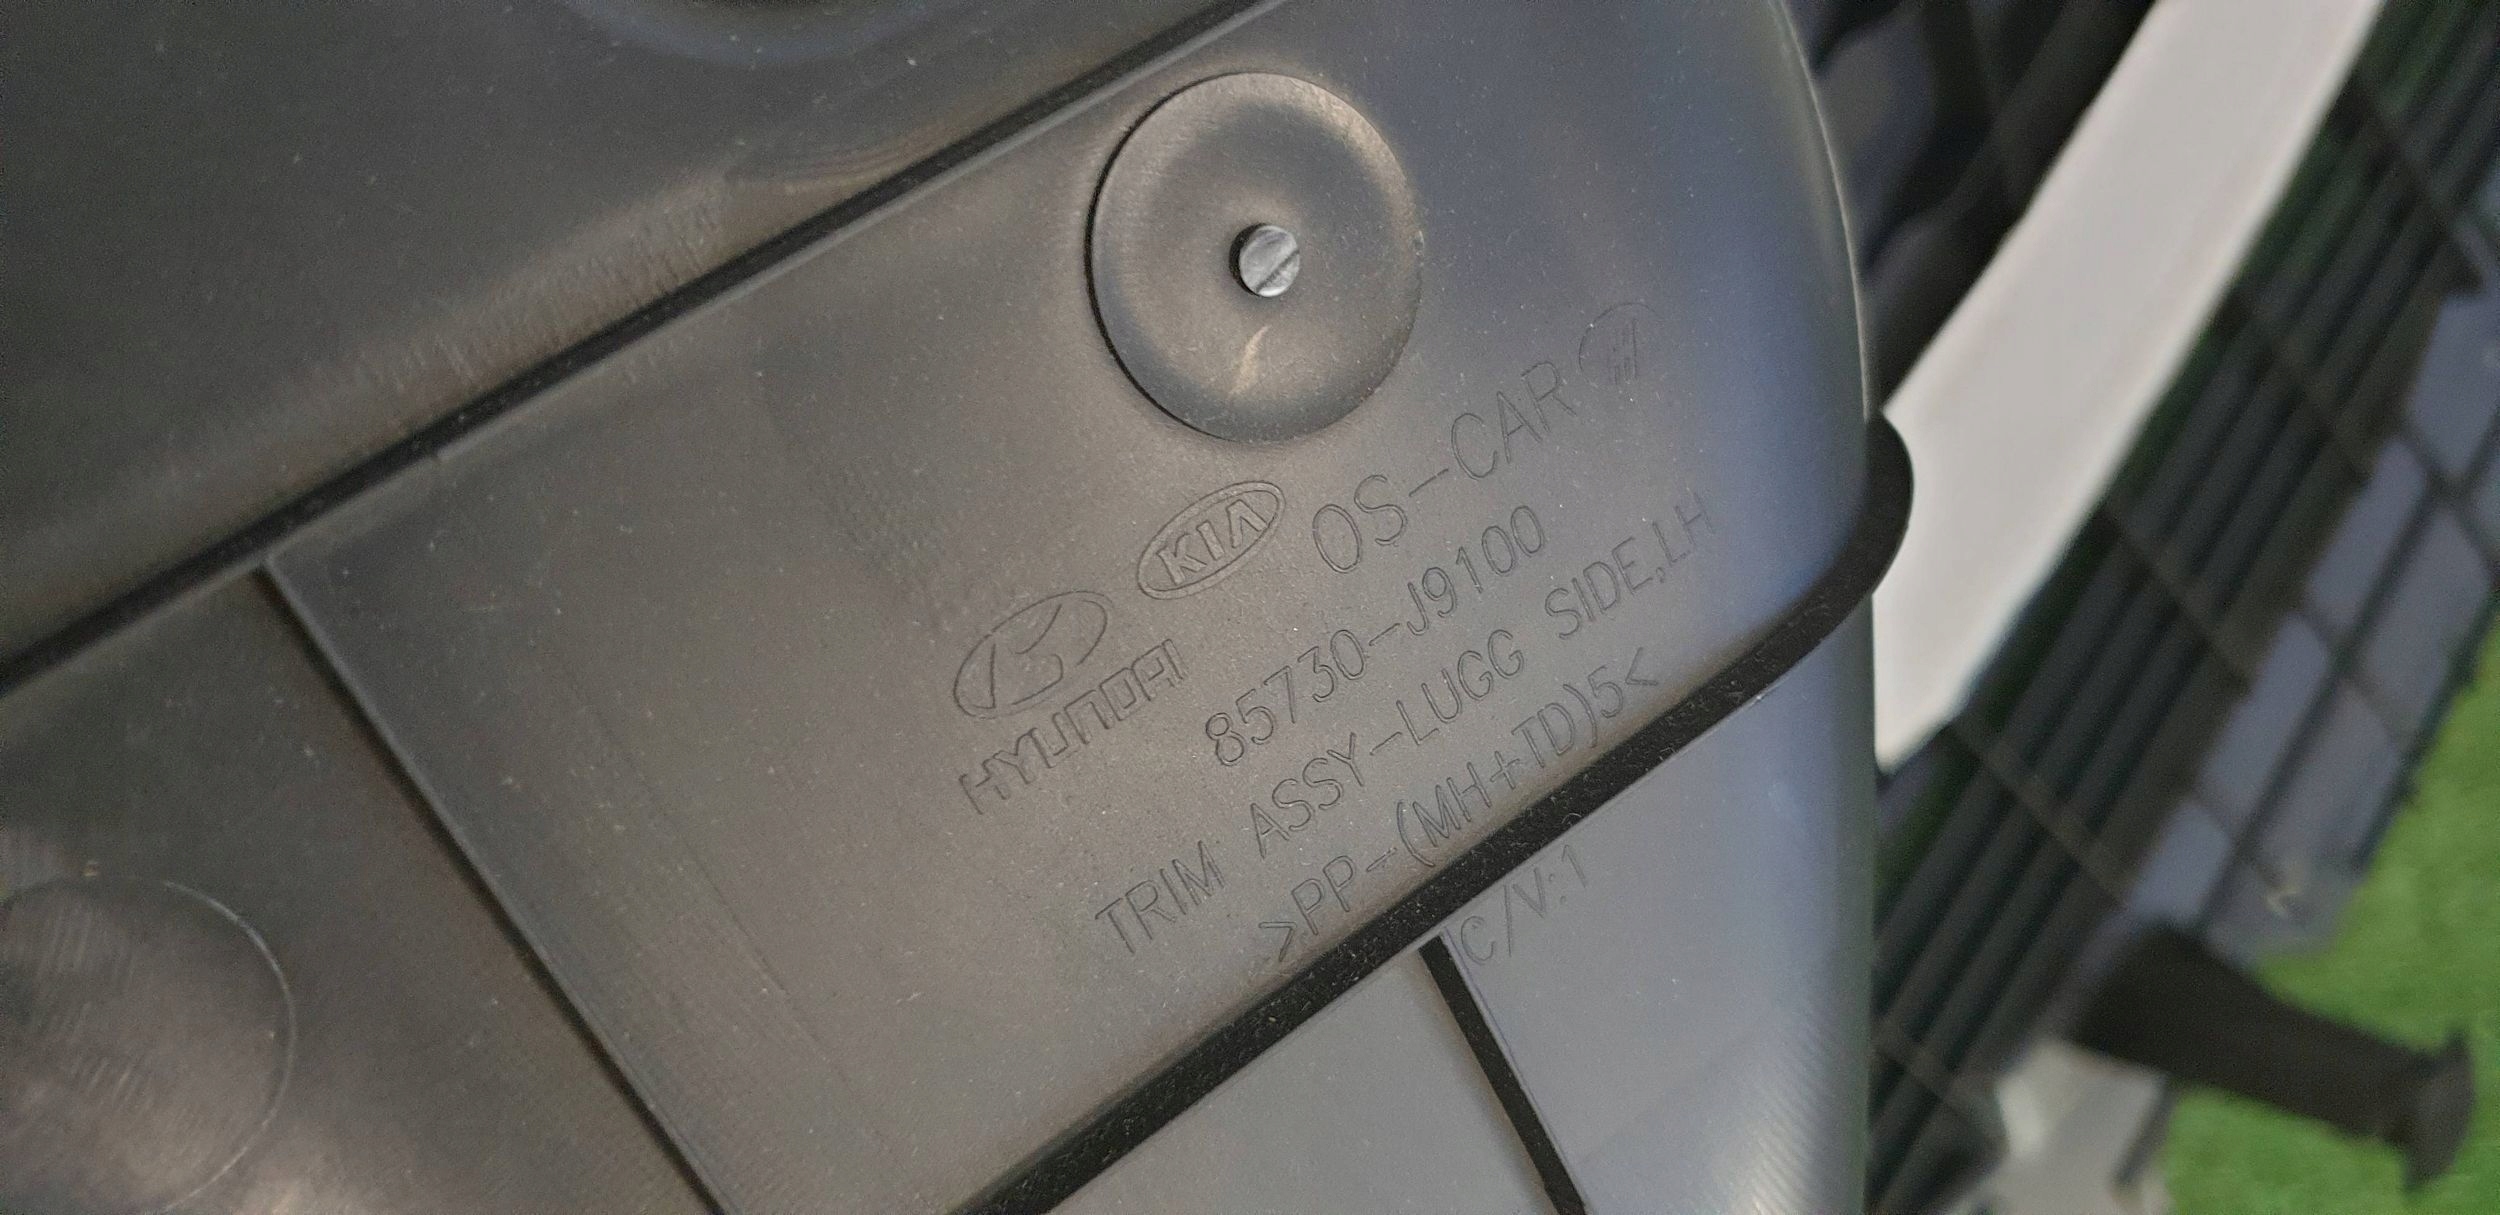 HYUNDAI KIA OS-CAR
85730-J9100
TRIM ASSY-LUGG SIDE,LH
>PP-(MH+TD)5<
C/V:1